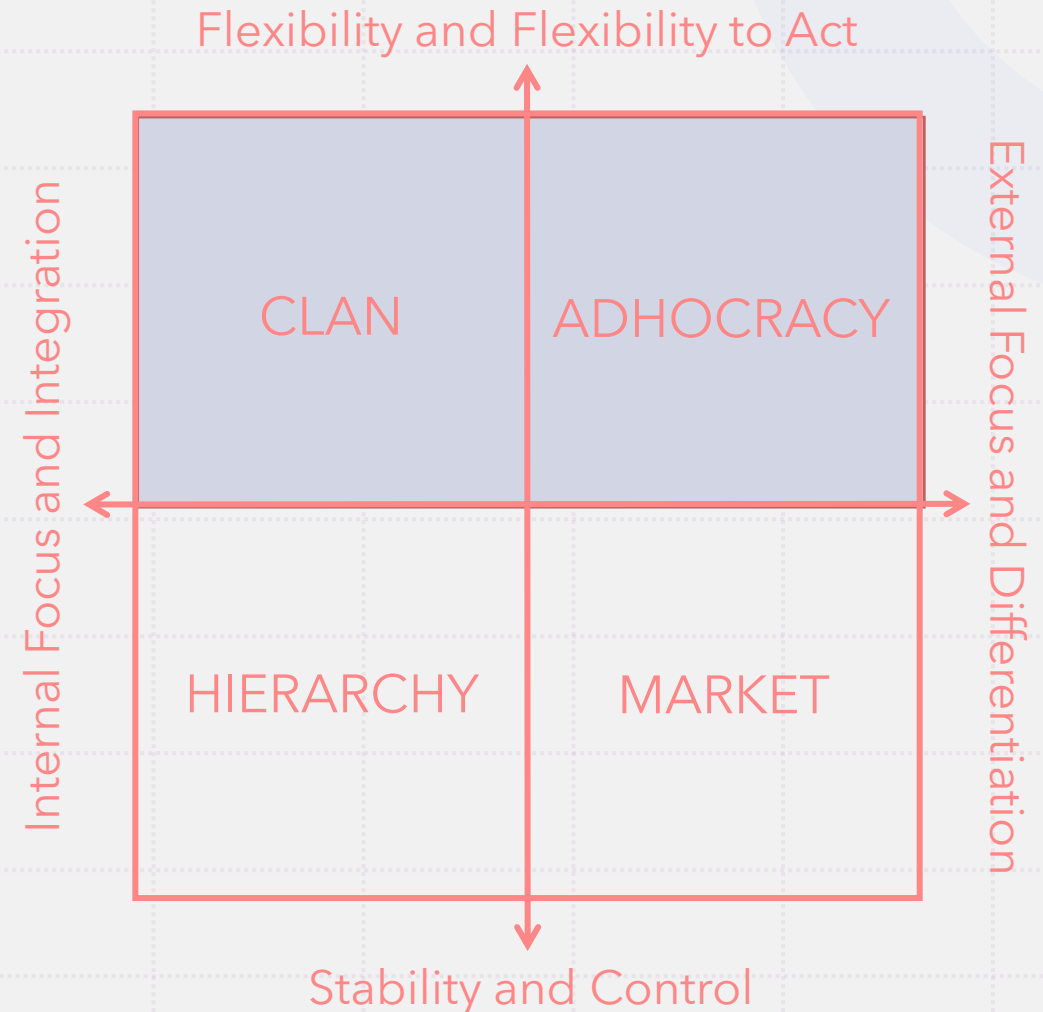 Flexibility and Flexibility to Act
Internal Focus and Integration
CLAN
ADHOCRACY
External Focus and Differentiation
HIERARCHY
MARKET
Stability and Control